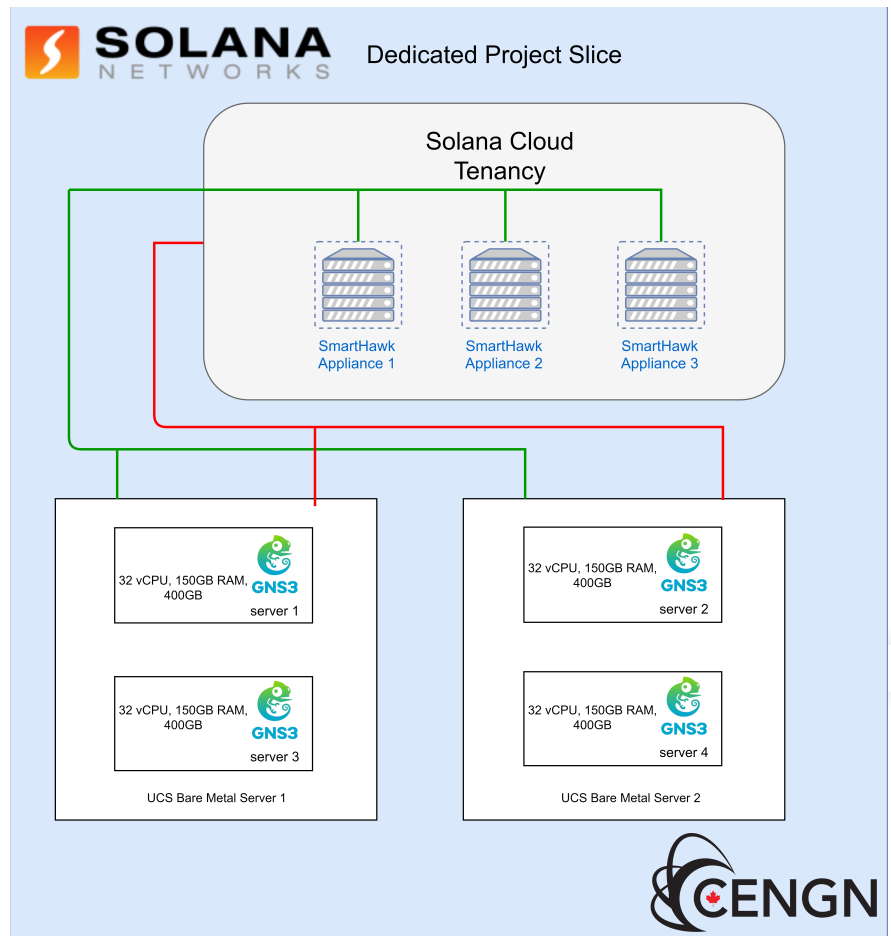 SOLANA
NETWORKS
Dedicated Project Slice
Solana Cloud
Tenancy
SmartHawk
Appliance 1
SmartHawk
Appliance 2
SmartHawk
Appliance 3
32 vCPU, 150GB RAM,
400GB
GNS3
server 1
32 vCPU, 150GB RAM,
400GB
GNS3
server 3
UCS Bare Metal Server 1
32 vCPU, 150GB RAM,
400GB
GNS3
server 2
32 vCPU, 150GB RAM,
400GB
GNS3
server 4
UCS Bare Metal Server 2
CENGN